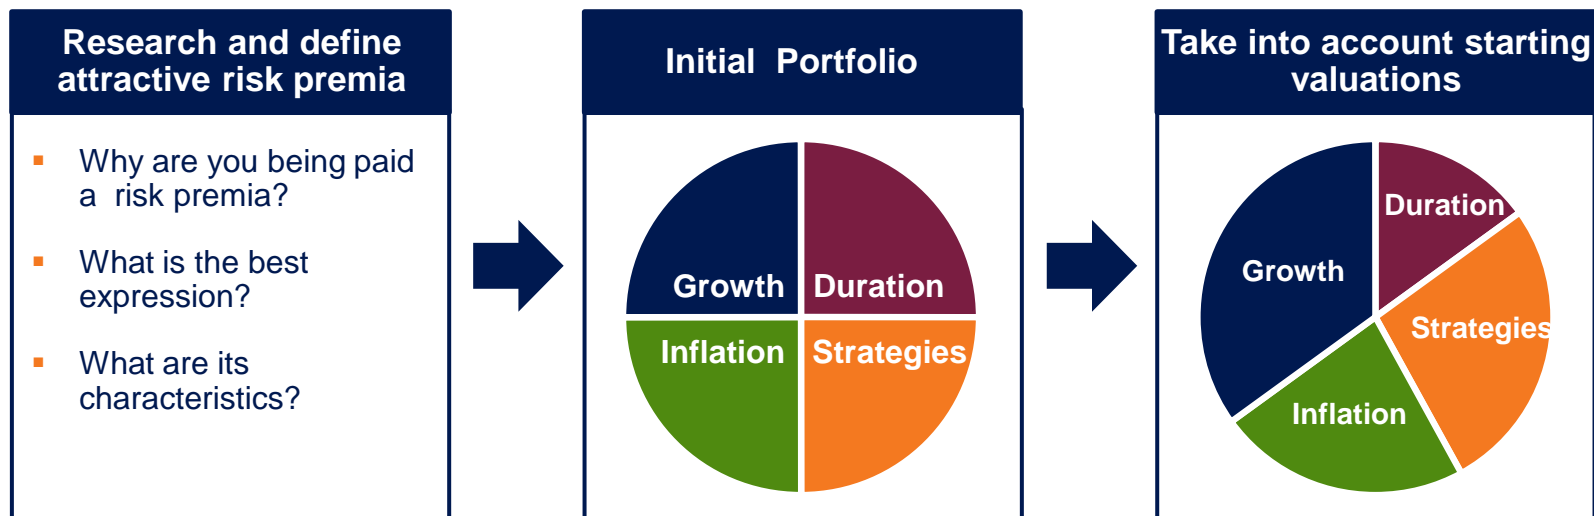 Research and define
attractive risk premia
Why are you being paid
a risk premia?
What is the best
expression?
What are its
characteristics?
Initial Portfolio
Growth
Duration
Inflation
Strategies
Take into account starting
valuations
Duration
Growth
Strategies
Inflation